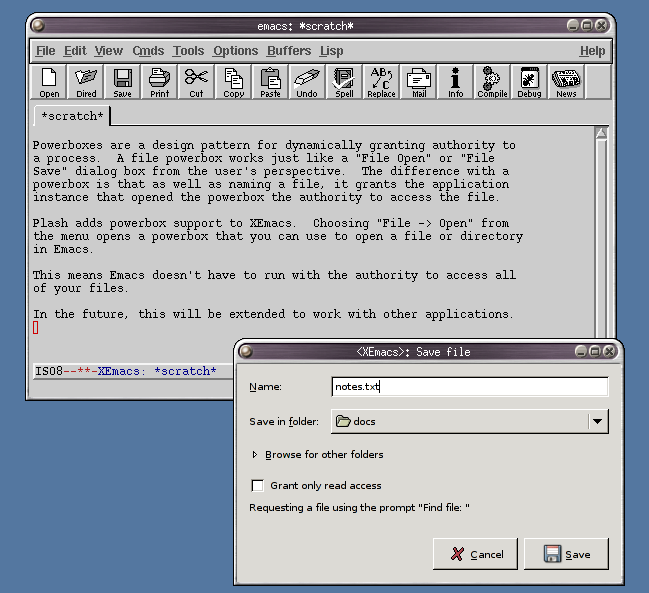 emacs: *scratch*
File Edit View Cmds Tools Options Buffers Lisp Help
Open Dired Save Print Cut Copy Paste Undo Spell Replace Mail Info Compile Debug News
*scratch*
Powerboxes are a design pattern for dynamically granting authority to
a process.  A file powerbox works just like a "File Open" or "File
Save" dialog box from the user's perspective.  The difference with a
powerbox is that as well as naming a file, it grants the application
instance that opened the powerbox the authority to access the file.
Plash adds powerbox support to XEmacs.  Choosing "File -> Open" from
the menu opens a powerbox that you can use to open a file or directory
in Emacs.
This means Emacs doesn't have to run with the authority to access all
of your files.
In the future, this will be extended to work with other applications.
ISO8--**-XEmacs: *scratch*
<XEmacs>: Save file
Name: notes.txt
Save in folder: docs
Browse for other folders
Grant only read access
Requesting a file using the prompt "Find file: "
Cancel Save